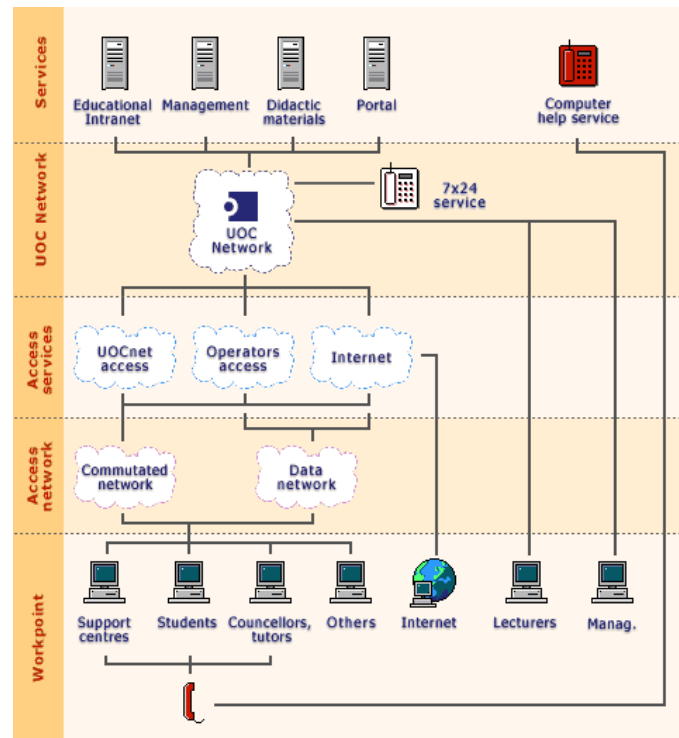 Services
Educational
Intranet
Management
Didactic
materials
Portal
Computer
help service
UOC Network
UOC
Network
7x24
service
Access
services
UOCnet
access
Operators
access
Internet
Access
network
Commutated
network
Data
network
Workpoint
Support
centres
Students
Councellors,
tutors
Others
Internet
Lecturers
Manag.